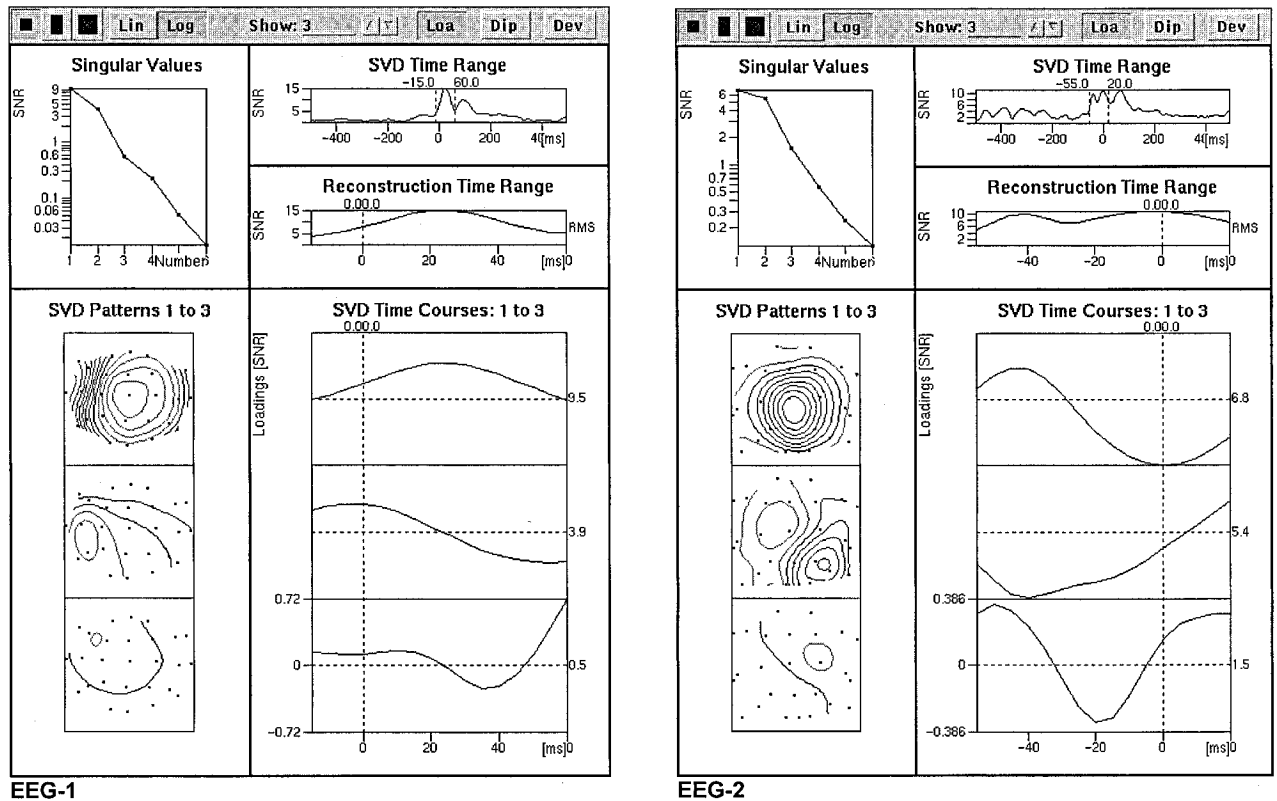 Lin Log Show: 3 Loa Dip Dev
Singular Values
SNR
9
5
3
1
0.6
0.3
0.1
0.06
0.03
1 2 3 4 Number
SVD Time Range
-15.0 60.0
SNR
15
5
-400 -200 0 200 [ms]
Reconstruction Time Range
0.00.0
SNR
15
5
RMS
0 20 40 [ms]0
SVD Patterns 1 to 3
SVD Time Courses: 1 to 3
0.00.0
Loadings [SNR]
9.5
3.9
0.72
0
0.5
-0.72
0 20 40 [ms]0
EEG-1
Lin Log Show: 3 Loa Dip Dev
Singular Values
SNR
6
4
2
1
0.7
0.5
0.3
0.2
1 2 3 4 Number
SVD Time Range
-55.0 20.0
SNR
10
6
4
2
-400 -200 0 200 [ms]
Reconstruction Time Range
0.00.0
SNR
10
6
4
2
RMS
-40 -20 0 [ms]0
SVD Patterns 1 to 3
SVD Time Courses: 1 to 3
0.00.0
Loadings [SNR]
6.8
5.4
0.386
0
1.5
-0.386
-40 -20 0 [ms]0
EEG-2